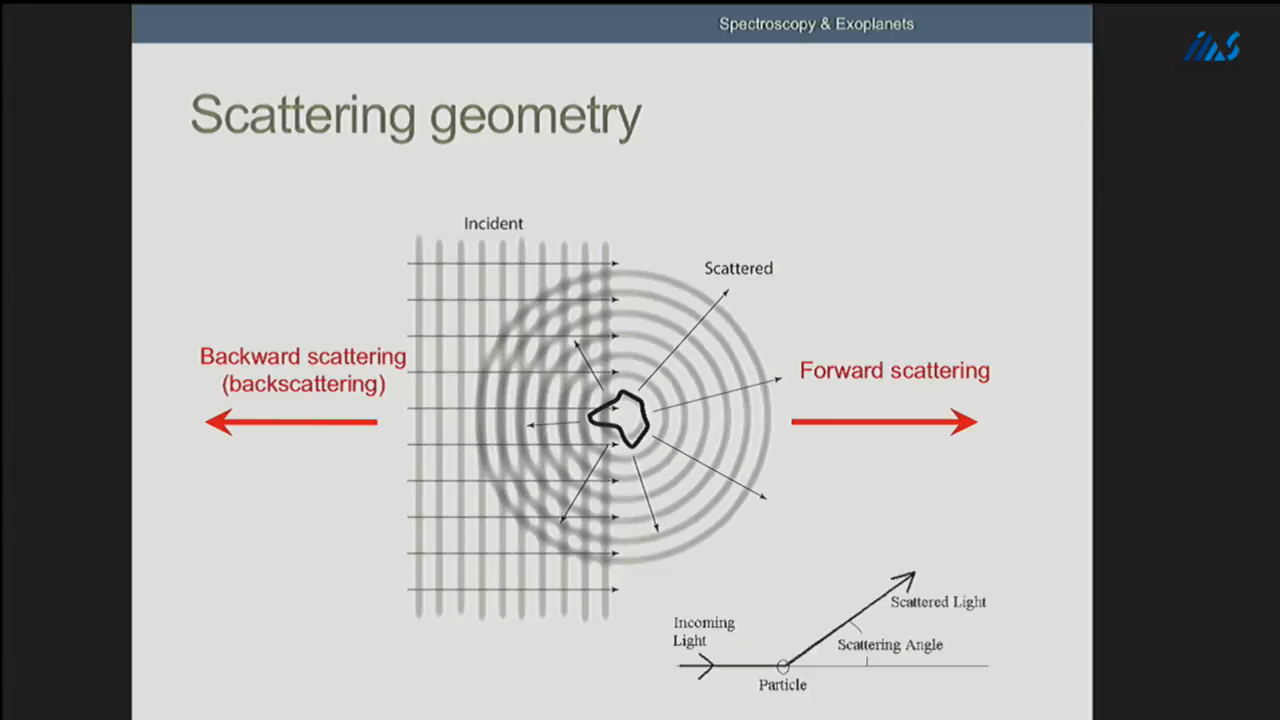 Spectroscopy & Exoplanets
Scattering geometry
Incident
Scattered
Backward scattering
(backscattering)
Forward scattering
Incoming
Light
Scattered Light
Scattering Angle
Particle